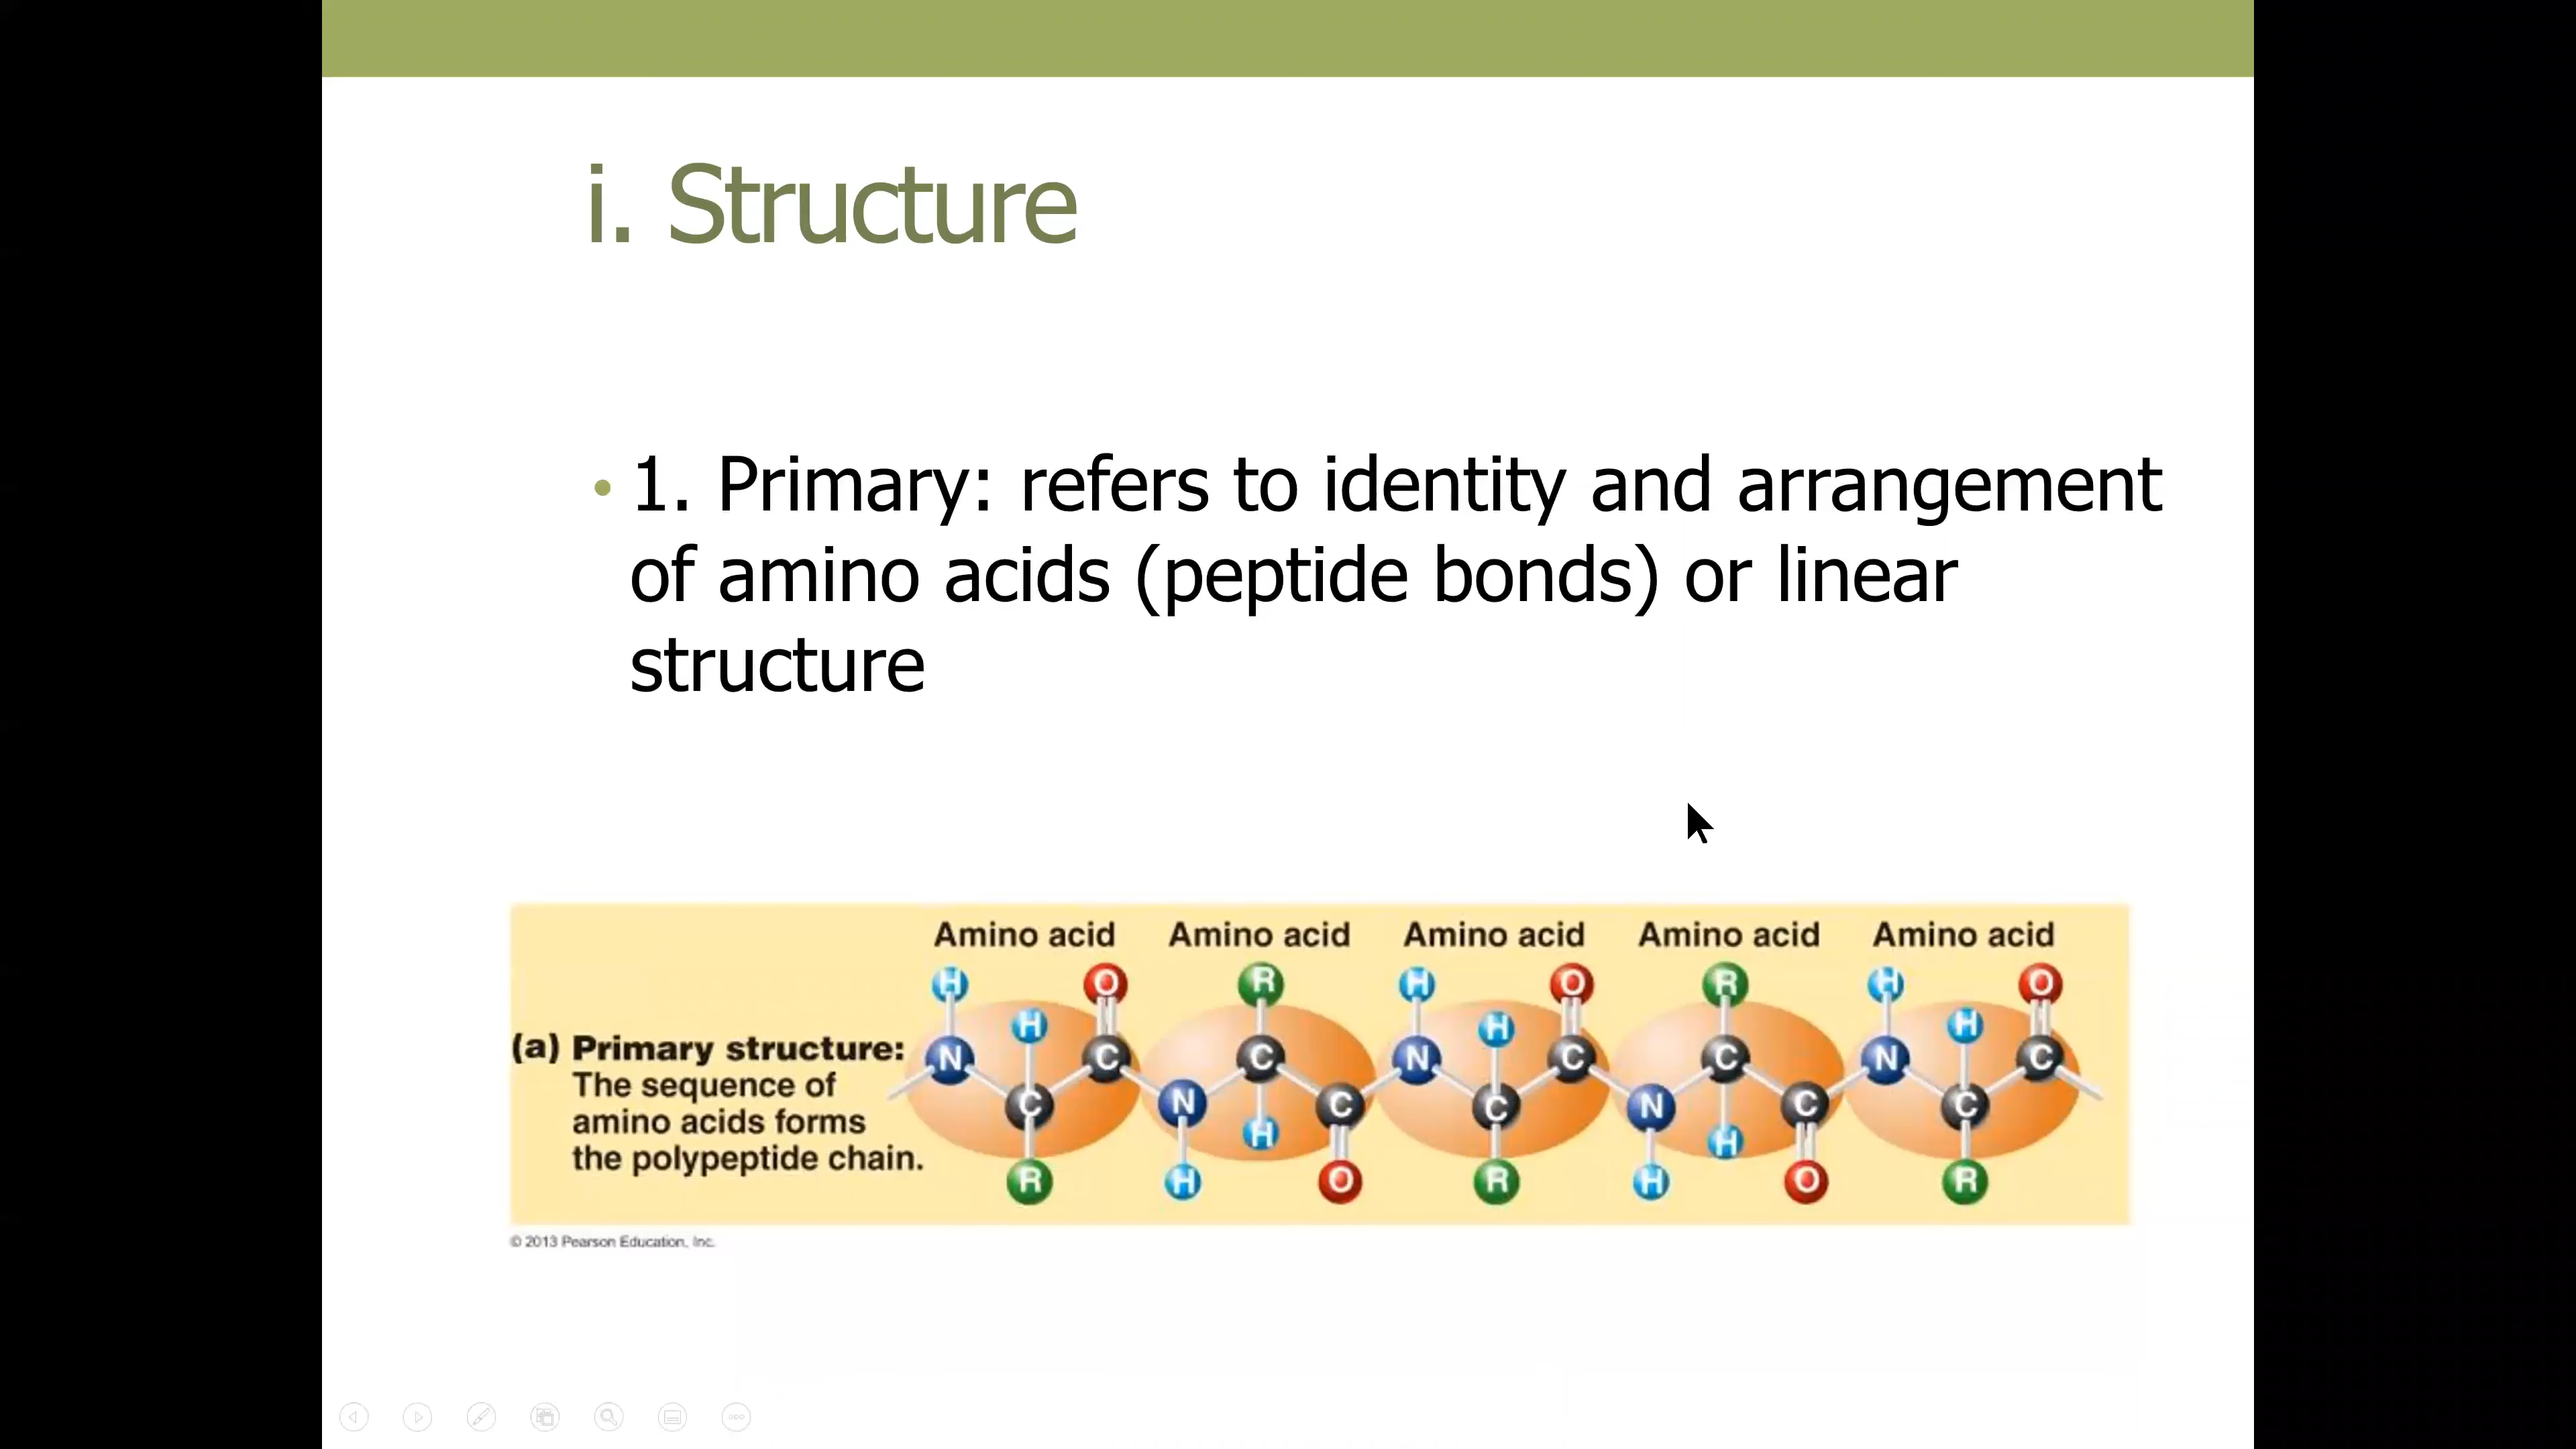 i. Structure
• 1. Primary: refers to identity and arrangement
of amino acids (peptide bonds) or linear
structure
Amino acid Amino acid Amino acid Amino acid Amino acid
H O R H O R H O
H H H
(a) Primary structure: N C C N C C N C
The sequence of C N C C N C C
amino acids forms H H
the polypeptide chain.
R H O R H O R
© 2013 Pearson Education, Inc.